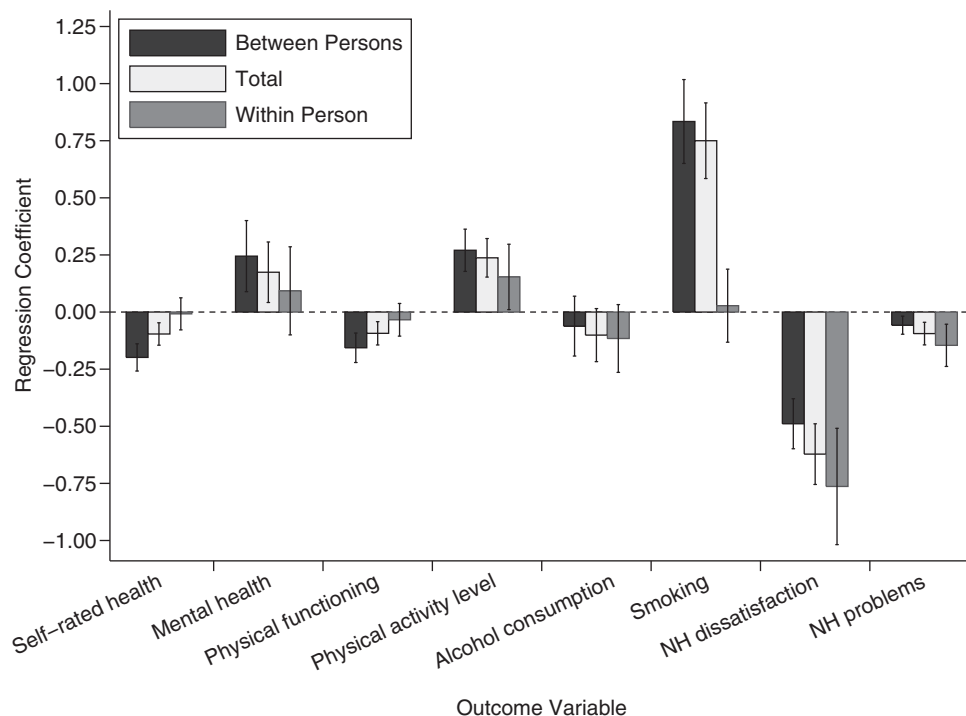 1.25
1.00
0.75
0.50
0.25
0.00
−0.25
−0.50
−0.75
−1.00
Regression Coefficient
Between Persons
Total
Within Person
Self−rated health
Mental health
Physical functioning
Physical activity level
Alcohol consumption
Smoking
NH dissatisfaction
NH problems
Outcome Variable